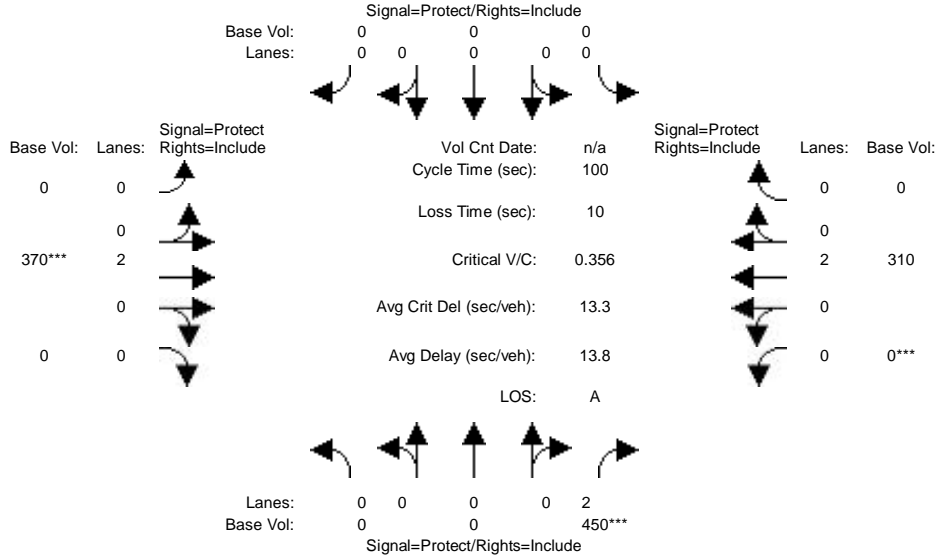 Signal=Protect/Rights=Include
Base Vol: 0 0 0
Lanes: 0 0 0 0 0
Signal=Protect Signal=Protect
Base Vol: Lanes: Rights=Include Vol Cnt Date: n/a Rights=Include Lanes: Base Vol:
Cycle Time (sec): 100
0 0 0 0
Loss Time (sec): 10
0 0
370*** 2 Critical V/C: 0.356 2 310
0 Avg Crit Del (sec/veh): 13.3 0
0 0 Avg Delay (sec/veh): 13.8 0 0***
LOS: A
Lanes: 0 0 0 0 2
Base Vol: 0 0 450***
Signal=Protect/Rights=Include